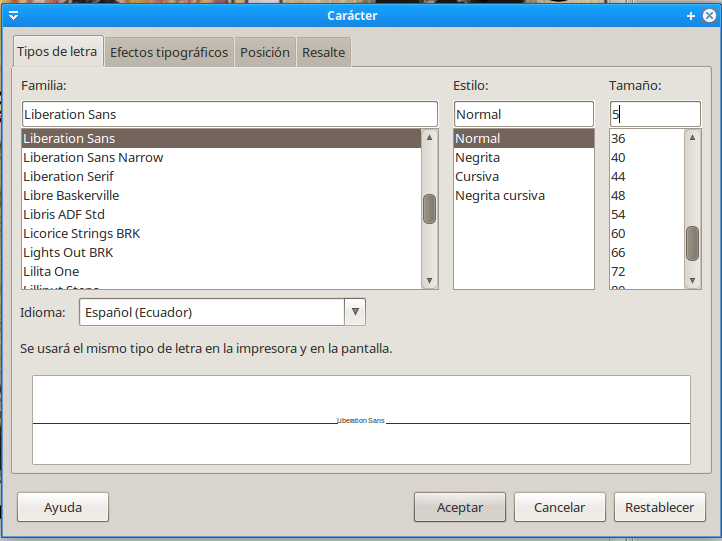 Carácter
Tipos de letra Efectos tipográficos Posición Resalte
Familia: Estilo: Tamaño:
Liberation Sans Normal 5
Liberation Sans Normal 36
Liberation Sans Narrow Negrita 40
Liberation Serif Cursiva 44
Libre Baskerville Negrita cursiva 48
Libris ADF Std 54
Licorice Strings BRK 60
Lights Out BRK 66
Lilita One 72
Idioma: Español (Ecuador)
Se usará el mismo tipo de letra en la impresora y en la pantalla.
Liberation Sans
Ayuda Aceptar Cancelar Restablecer